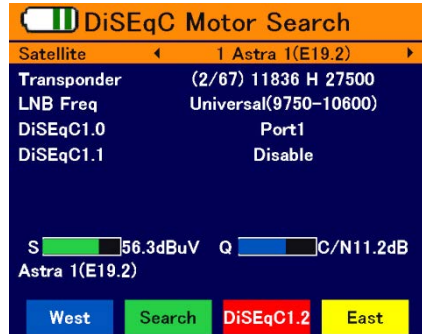 DiSEqC Motor Search
Satellite 1 Astra 1(E19.2)
Transponder (2/67) 11836 H 27500
LNB Freq Universal(9750-10600)
DiSEqC1.0 Port1
DiSEqC1.1 Disable
S 56.3dBuV Q C/N11.2dB
Astra 1(E19.2)
West Search DiSEqC1.2 East